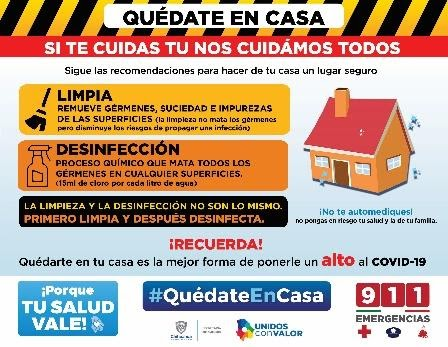 QUÉDATE EN CASA
SI TE CUIDAS TU NOS CUIDÁMOS TODOS
Sigue las recomendaciones para hacer de tu casa un lugar seguro
LIMPIA
REMUEVE GÉRMENES, SUCIEDAD E IMPUREZAS
DE LAS SUPERFICIES (la limpieza no mata los gérmenes
pero disminuye los riesgos de propagar una infección)
DESINFECCIÓN
PROCESO QUÍMICO QUE MATA TODOS LOS
GÉRMENES EN CUALQUIER SUPERFICIES.
(15ml de cloro por cada litro de agua)
LA LIMPIEZA Y LA DESINFECCIÓN NO SON LO MISMO.
PRIMERO LIMPIA Y DESPUÉS DESINFECTA.
¡No te automediques!
no pongas en riesgo tu salud y la de tu familia.
¡RECUERDA!
Quédarte en tu casa es la mejor forma de ponerle un alto al COVID-19
¡Porque
TU SALUD
VALE!
#QuédateEnCasa
911
EMERGENCIAS
Chihuahua
UNIDOS
conVALOR